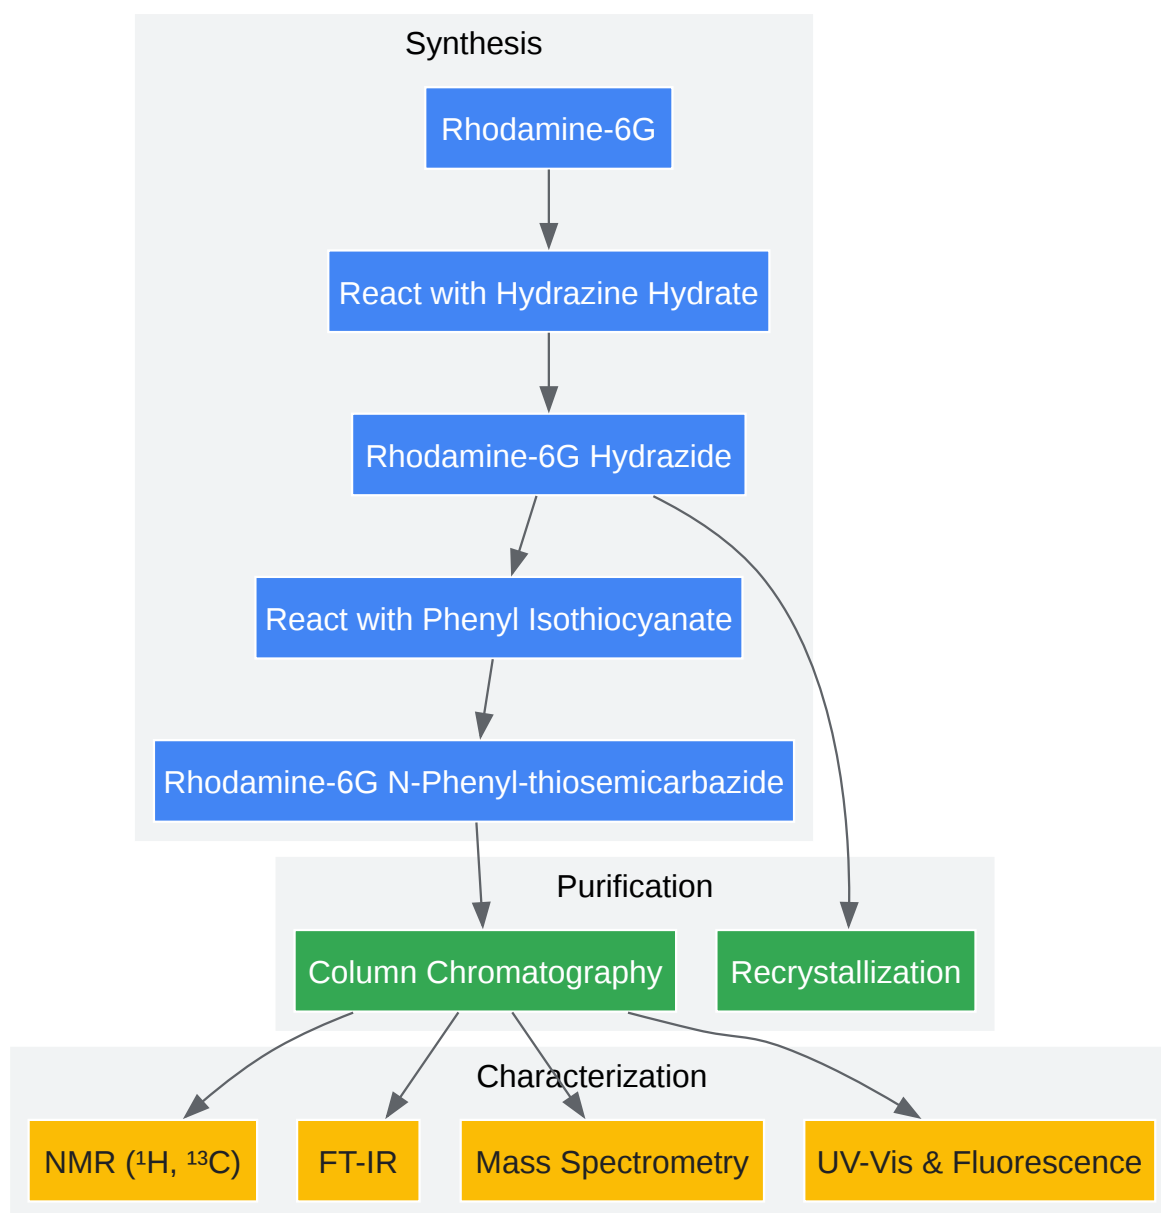 Synthesis
Rhodamine-6G
React with Hydrazine Hydrate
Rhodamine-6G Hydrazide
React with Phenyl Isothiocyanate
Rhodamine-6G N-Phenyl-thiosemicarbazide
Purification
Column Chromatography
Recrystallization
Characterization
NMR (¹H, ¹³C)
FT-IR
Mass Spectrometry
UV-Vis & Fluorescence